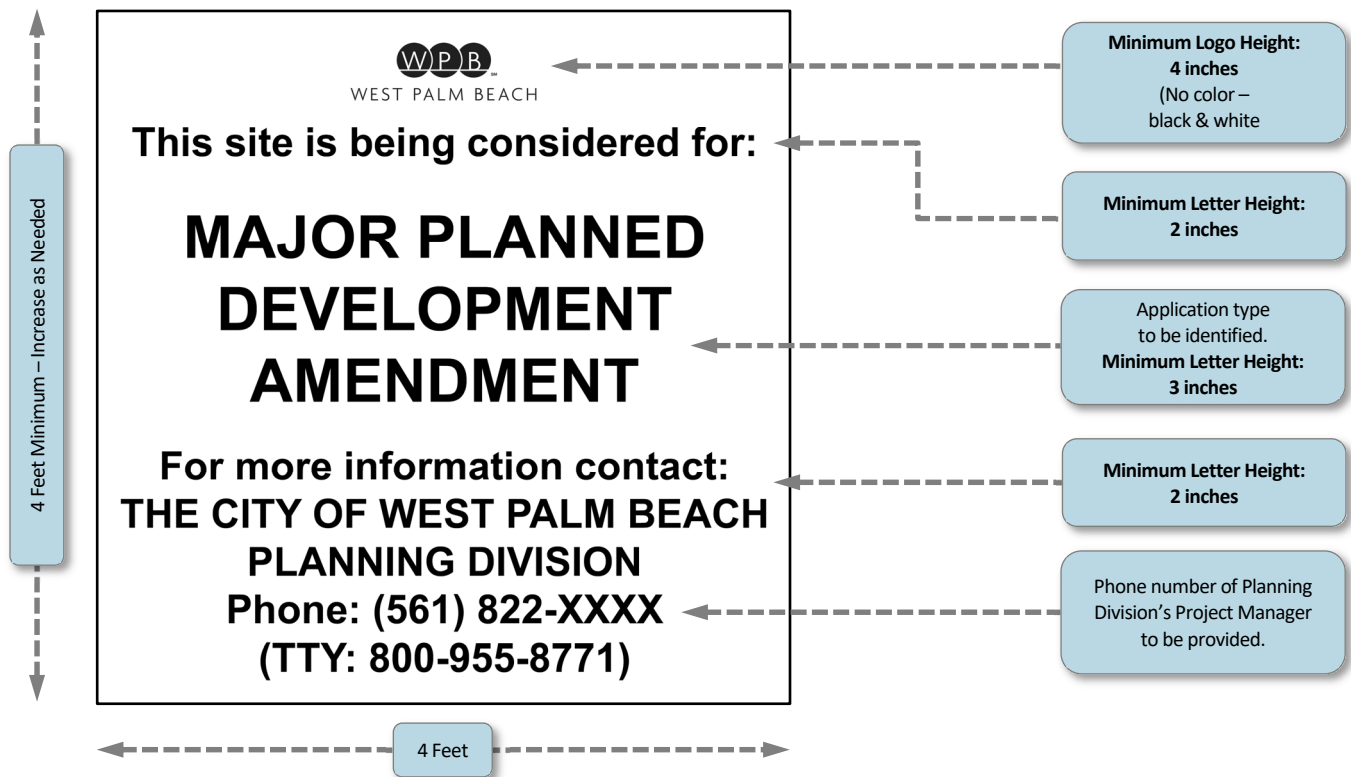 WPB
SM
WEST PALM BEACH
This site is being considered for:
MAJOR PLANNED
DEVELOPMENT
AMENDMENT
For more information contact:
THE CITY OF WEST PALM BEACH
PLANNING DIVISION
Phone: (561) 822-XXXX
(TTY: 800-955-8771)
4 Feet Minimum – Increase as Needed
4 Feet
Minimum Logo Height:
4 inches
(No color –
black & white
Minimum Letter Height:
2 inches
Application type
to be identified.
Minimum Letter Height:
3 inches
Minimum Letter Height:
2 inches
Phone number of Planning
Division’s Project Manager
to be provided.